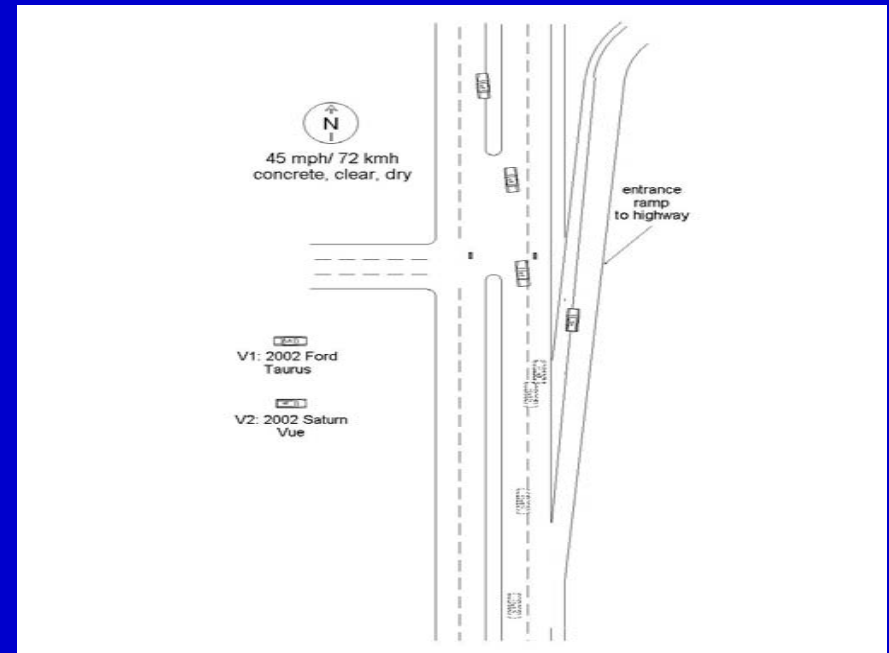 N
45 mph/ 72 kmh
concrete, clear, dry
entrance
ramp
to highway
V1: 2002 Ford
Taurus
V2: 2002 Saturn
Vue